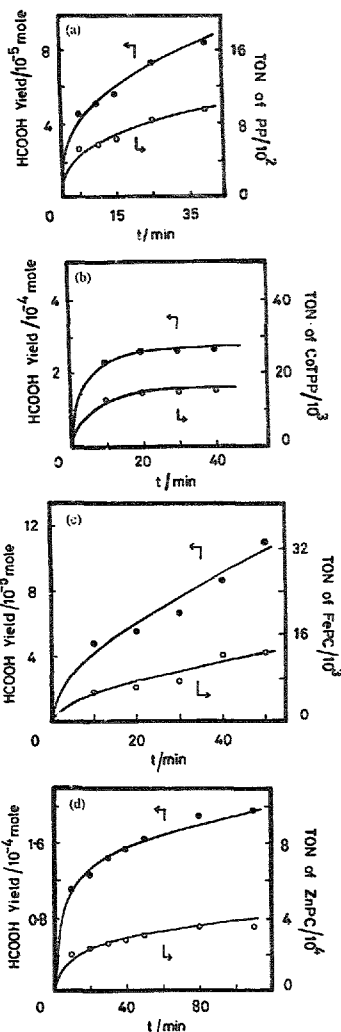 (a)
HCOOH Yield/10⁻⁵ mole
8
4
0
16
8
0
TON of PP/10²
0 15 35
t/min
(b)
HCOOH Yield/10⁻⁴ mole
4
2
40
20
0
TON of CoTPP/10³
0 20 40
t/min
(c)
HCOOH Yield/10⁻⁵ mole
12
8
4
0
32
16
0
TON of FePC/10³
0 20 40
t/min
(d)
HCOOH Yield/10⁻⁴ mole
1·6
0·8
0
8
4
0
TON of ZnPC/10⁴
0 40 80
t/min